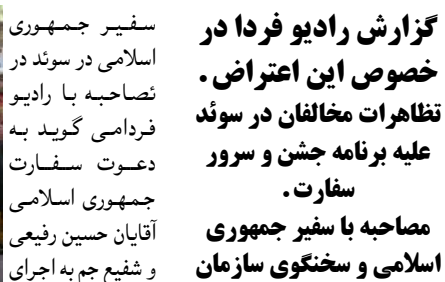 گزارش رادیو فردا در
خصوص این اعتراض.
تظاهرات مخالفان در سوئد
علیه برنامه جشن و سرور
سفارت.
مصاحبه با سفیر جمهوری
اسلامی و سخنگوی سازمان
سفیر جمهوری
اسلامی در سوئد در
ئصاحبه با رادیو
فردامی گوید به
دعوت سفارت
جمهوری اسلامی
آقایان حسین رفیعی
و شفیع جم به اجرای